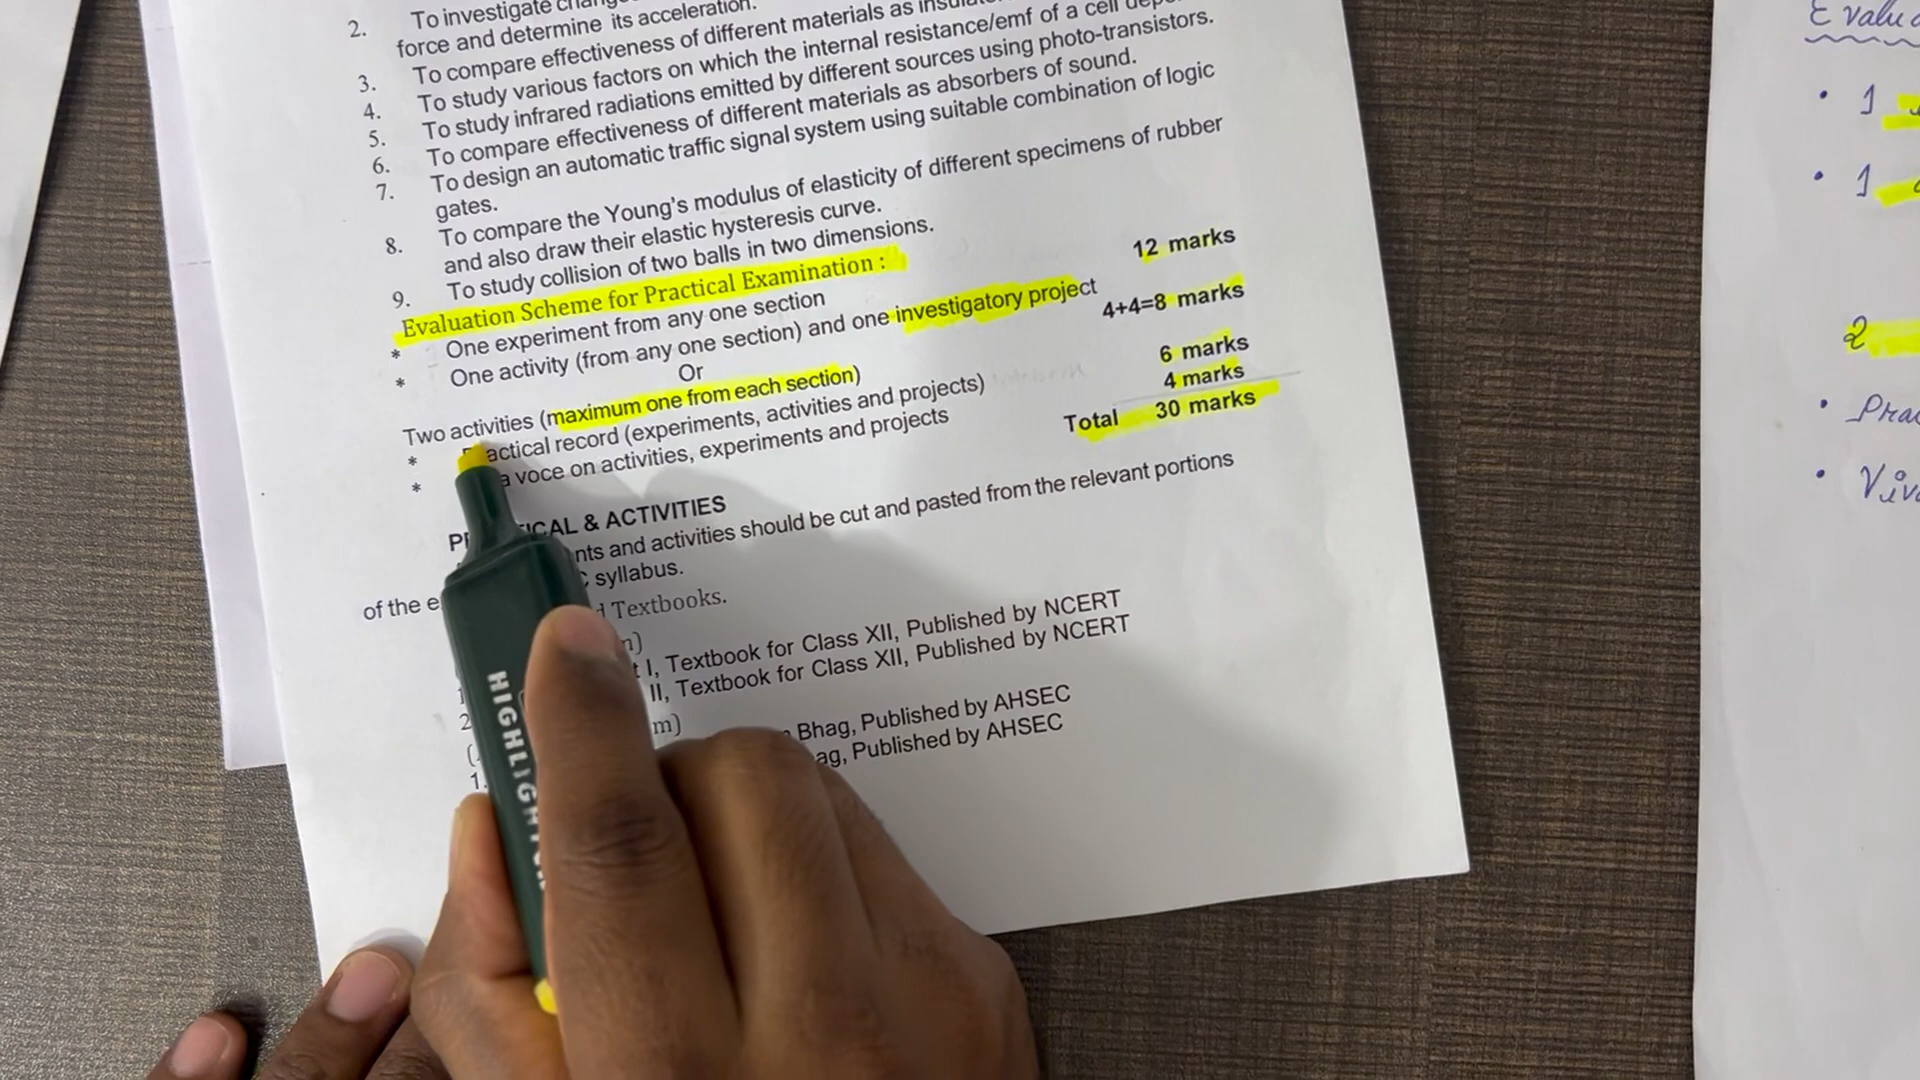 2. To investigate
force and determine its acceleration.
3. To compare effectiveness of different materials as
4. To study various factors on which the internal resistance/emf of a cell
5. To study infrared radiations emitted by different sources using photo-transistors.
6. To compare effectiveness of different materials as absorbers of sound.
7. To design an automatic traffic signal system using suitable combination of logic
gates.
8. To compare the Young's modulus of elasticity of different specimens of rubber
and also draw their elastic hysteresis curve.
9. To study collision of two balls in two dimensions.
Evaluation Scheme for Practical Examination :
* One experiment from any one section 12 marks
* One activity (from any one section) and one investigatory project
Or 4+4=8 marks
Two activities (maximum one from each section)
* Practical record (experiments, activities and projects) 6 marks
* voce on activities, experiments and projects 4 marks
Total 30 marks
& ACTIVITIES
and activities should be cut and pasted from the relevant portions
of the syllabus.
Textbooks.
I, Textbook for Class XII, Published by NCERT
II, Textbook for Class XII, Published by NCERT
Bhag, Published by AHSEC
1. Published by AHSEC
HIGHLIGHTER
• 1
• 1
2
•
•